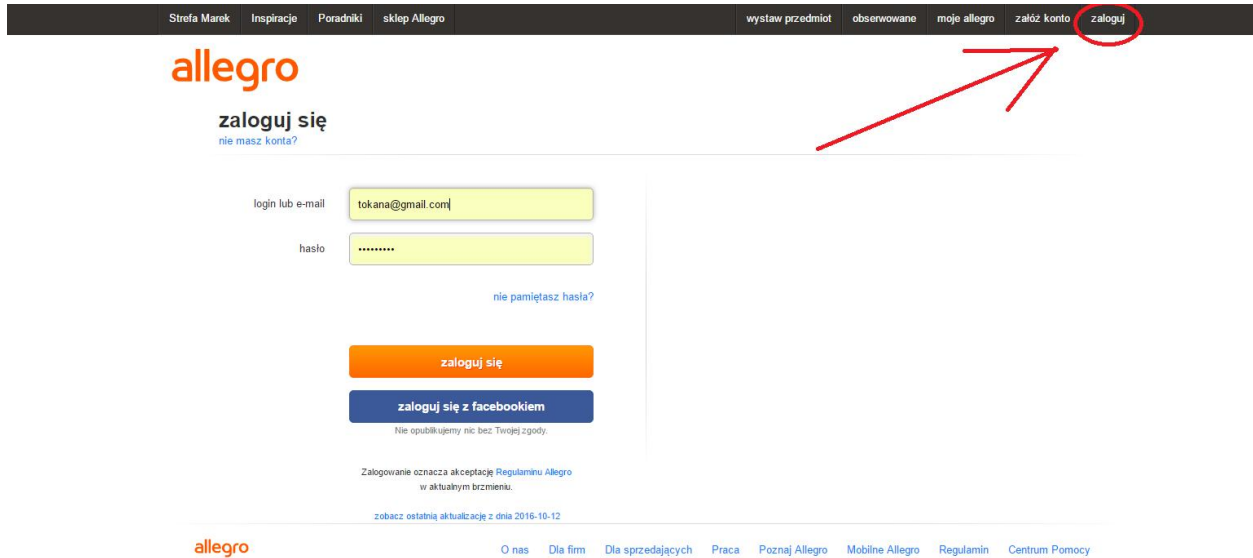 Strefa Marek Inspiracje Poradniki sklep Allegro wystaw przedmiot obserwowane moje allegro załóż konto zaloguj
allegro
zaloguj się
nie masz konta?
login lub e-mail tokana@gmail.com
hasło •••••••••
nie pamiętasz hasła?
zaloguj się
zaloguj się z facebookiem
Nie opublikujemy nic bez Twojej zgody.
Zalogowanie oznacza akceptację Regulaminu Allegro
w aktualnym brzmieniu.
zobacz ostatnią aktualizację z dnia 2016-10-12
allegro O nas Dla firm Dla sprzedających Praca Poznaj Allegro Mobilne Allegro Regulamin Centrum Pomocy